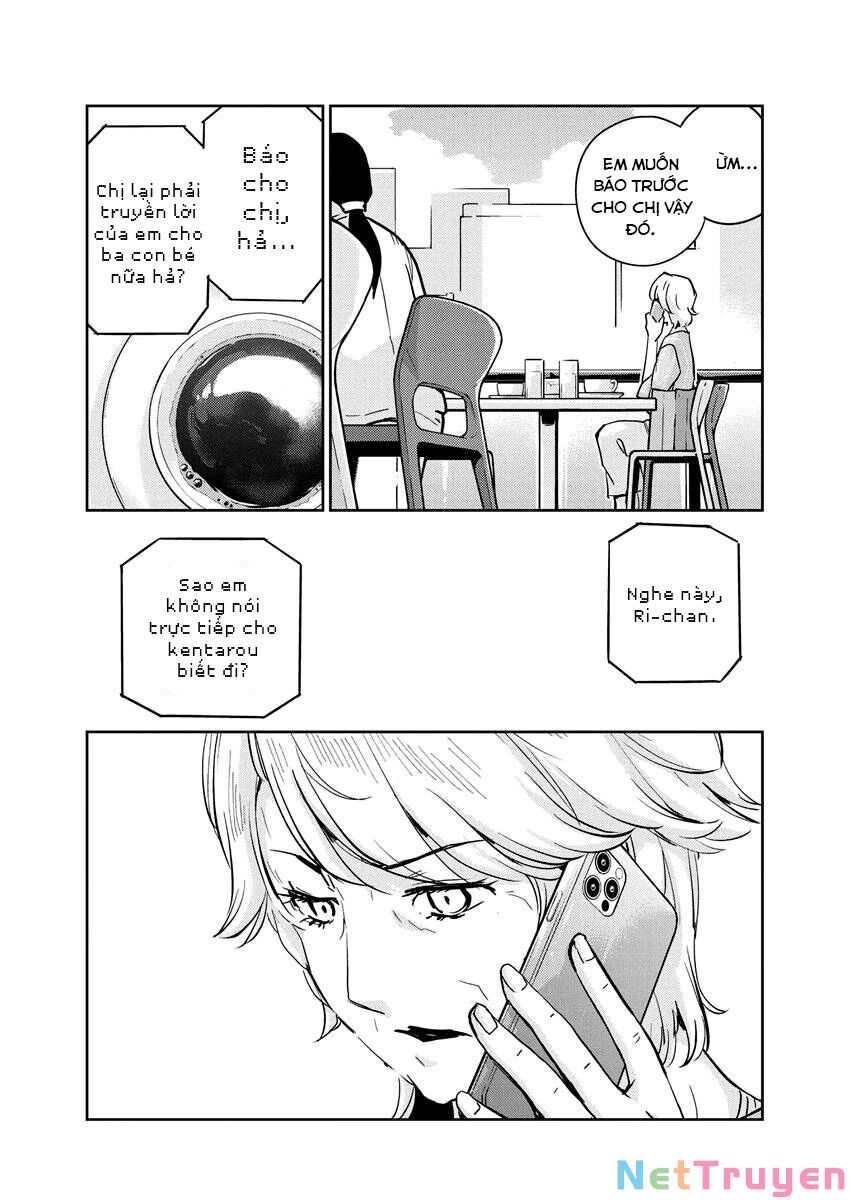 ỪM...
EM MUỐN
BÁO TRƯỚC
CHO CHỊ VẬY
ĐÓ.
Báo
cho
chị,
hả...
Chị lại phải
truyền lời
của em cho
ba con bé
nữa hả?
Nghe này,
Ri-chan.
Sao em
không nói
trực tiếp cho
kentarou
biết đi?
NetTruyen